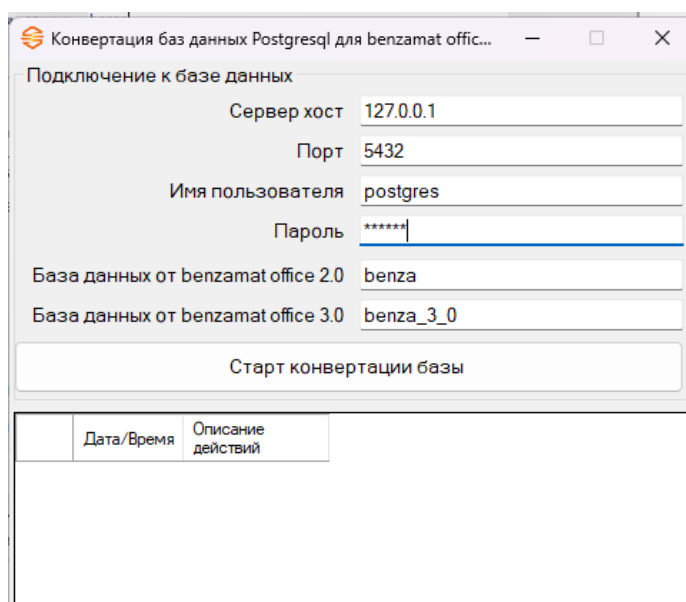 Конвертация баз данных Postgresql для benzamat offic...
Подключение к базе данных
Сервер хост 127.0.0.1
Порт 5432
Имя пользователя postgres
Пароль ******
База данных от benzamat office 2.0 benza
База данных от benzamat office 3.0 benza_3_0
Старт конвертации базы
Дата/Время Описание
действий